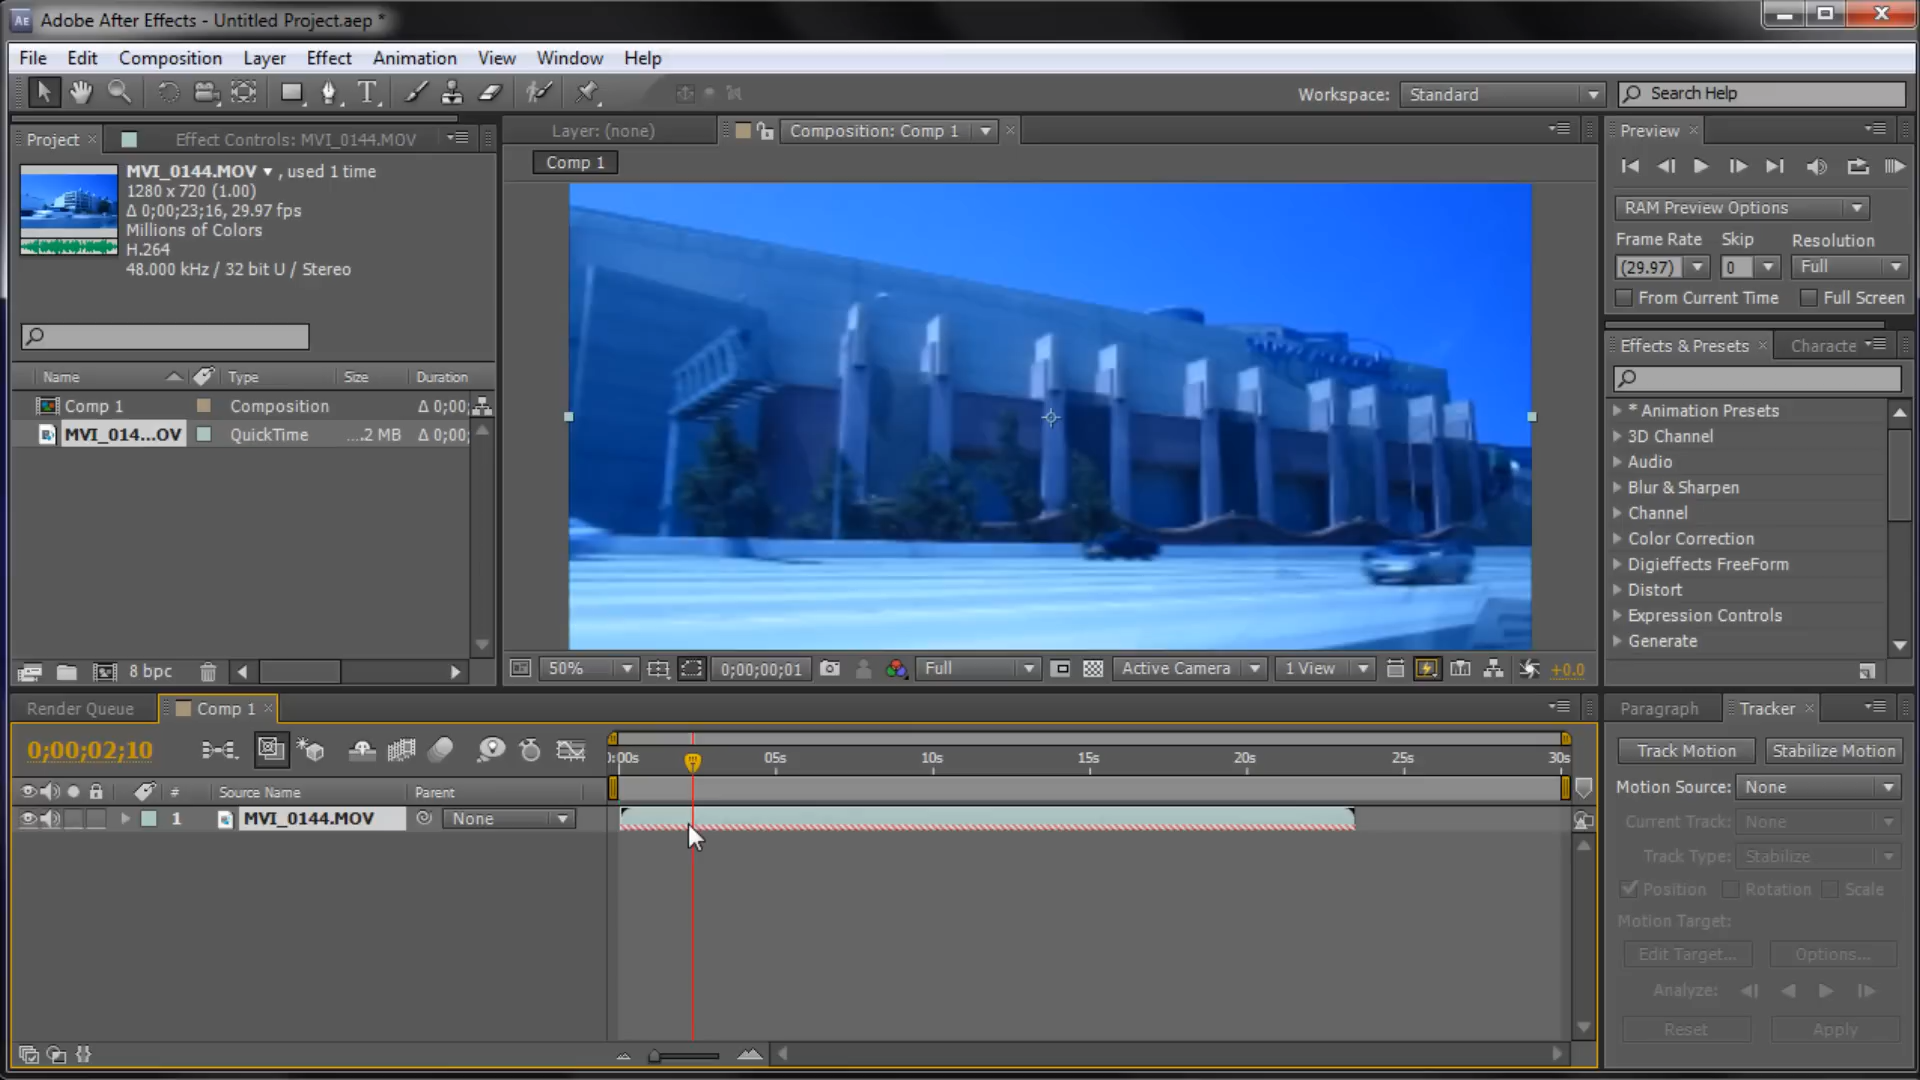 AE Adobe After Effects - Untitled Project.aep *
File Edit Composition Layer Effect Animation View Window Help
T Workspace: Standard Search Help
Project Effect Controls: MVI_0144.MOV
MVI_0144.MOV , used 1 time
1280 x 720 (1.00)
Δ 0;00;23;16, 29.97 fps
Millions of Colors
H.264
48.000 kHz / 32 bit U / Stereo
Name Type Size Duration
Comp 1 Composition Δ 0;00;
MVI_014...OV QuickTime ....2 MB Δ 0;00;
8 bpc
Layer: (none) Composition: Comp 1
Comp 1
50% 0;00;00;01 Full Active Camera 1 View +0.0
Preview
RAM Preview Options
Frame Rate Skip Resolution
(29.97) 0 Full
From Current Time Full Screen
Effects & Presets Characte
* Animation Presets
3D Channel
Audio
Blur & Sharpen
Channel
Color Correction
Digieffects FreeForm
Distort
Expression Controls
Generate
Render Queue Comp 1
0;00;02;10
0:00s 05s 10s 15s 20s 25s 30s
# Source Name Parent
1 MVI_0144.MOV None
Paragraph Tracker
Track Motion Stabilize Motion
Motion Source: None
Current Track: None
Track Type: Stabilize
Position Rotation Scale
Motion Target:
Edit Target... Options...
Analyze:
Reset Apply